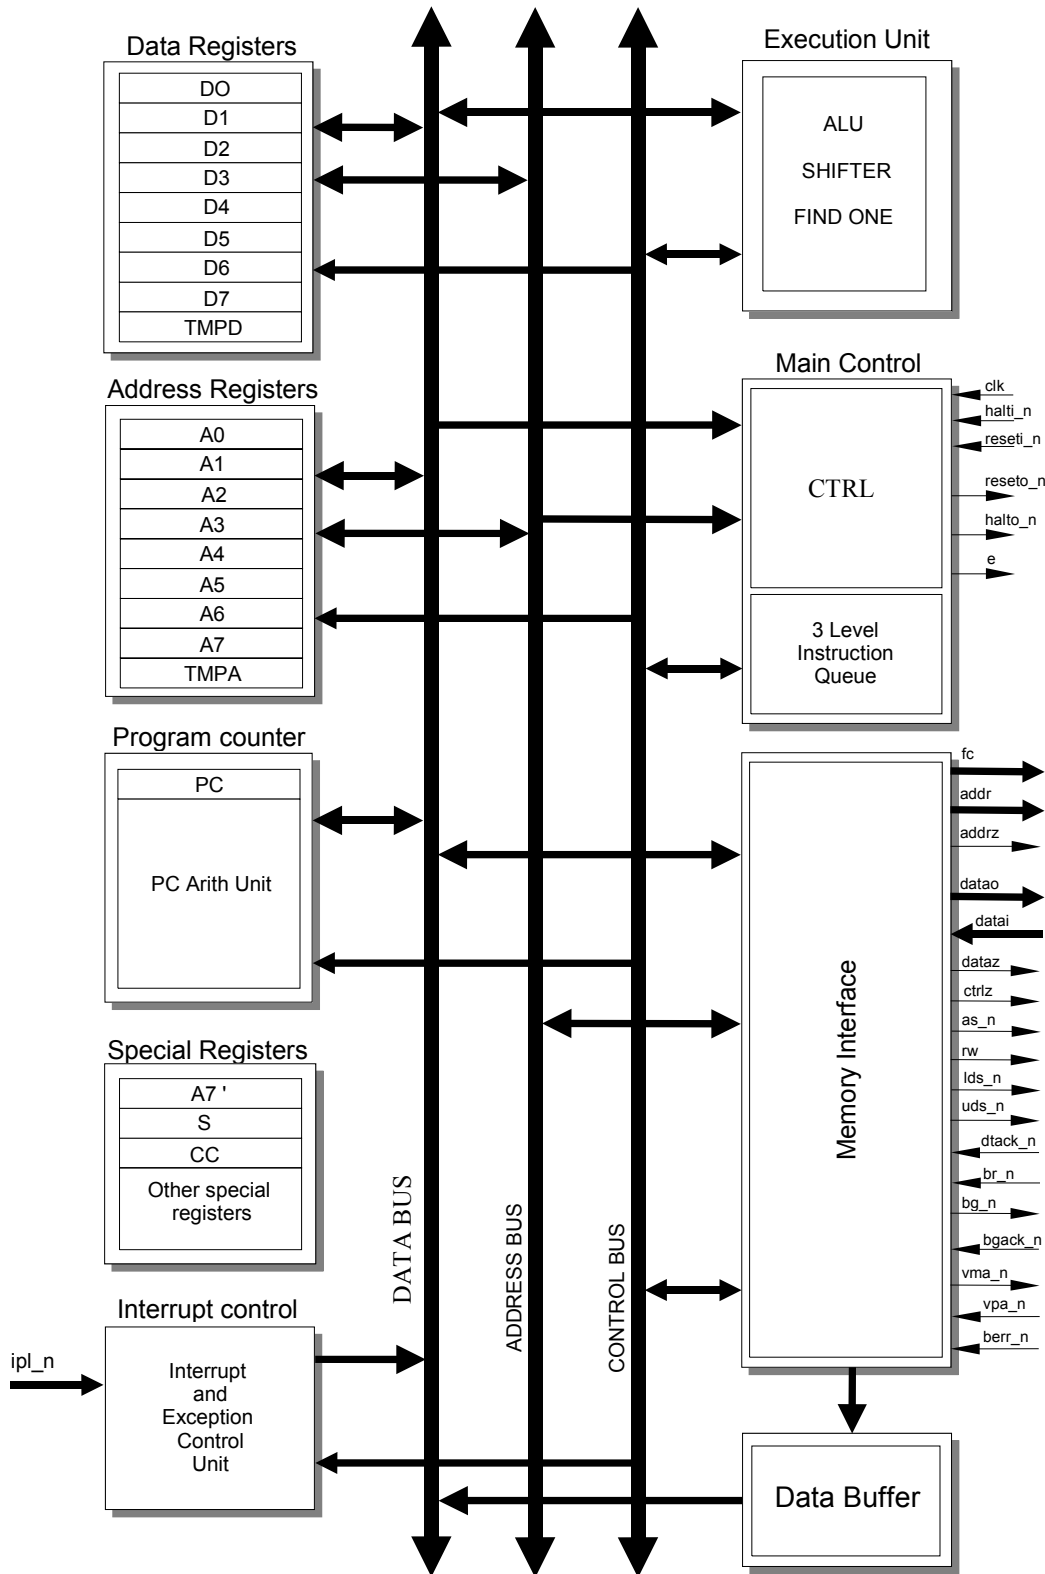 Data Registers
DO
D1
D2
D3
D4
D5
D6
D7
TMPD
Address Registers
A0
A1
A2
A3
A4
A5
A6
A7
TMPA
Program counter
PC
PC Arith Unit
Special Registers
A7 '
S
CC
Other special
registers
Interrupt control
ipl_n
Interrupt
and
Exception
Control
Unit
DATA BUS
ADDRESS BUS
CONTROL BUS
Execution Unit
ALU
SHIFTER
FIND ONE
Main Control
CTRL
3 Level
Instruction
Queue
clk
halti_n
reseti_n
reseto_n
halto_n
e
Memory Interface
fc
addr
addrz
datao
datai
dataz
ctrlz
as_n
rw
lds_n
uds_n
dtack_n
br_n
bg_n
bgack_n
vma_n
vpa_n
berr_n
Data Buffer